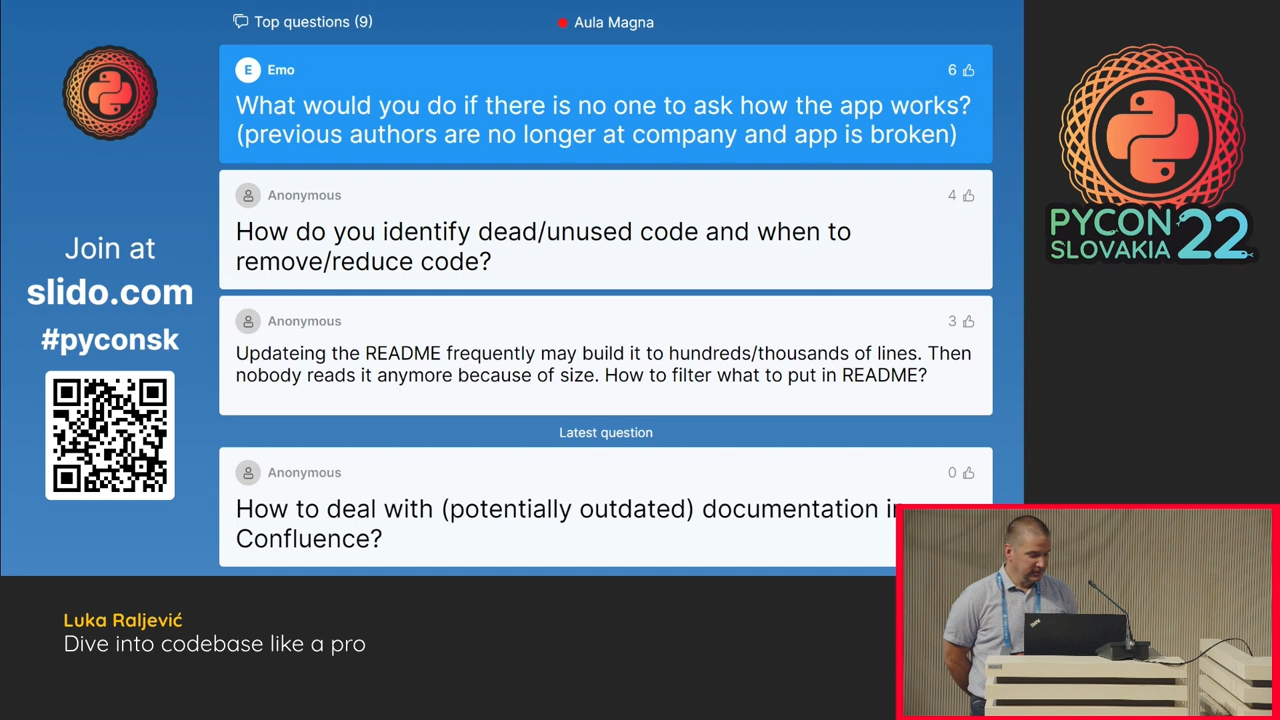 Top questions (9)
Aula Magna
E
Emo
6
What would you do if there is no one to ask how the app works?
(previous authors are no longer at company and app is broken)
Anonymous
4
How do you identify dead/unused code and when to
remove/reduce code?
Anonymous
3
Updateing the README frequently may build it to hundreds/thousands of lines. Then
nobody reads it anymore because of size. How to filter what to put in README?
Latest question
Anonymous
0
How to deal with (potentially outdated) documentation in
Confluence?
Join at
slido.com
#pyconsk
PYCON
SLOVAKIA
22
Luka Raljević
Dive into codebase like a pro